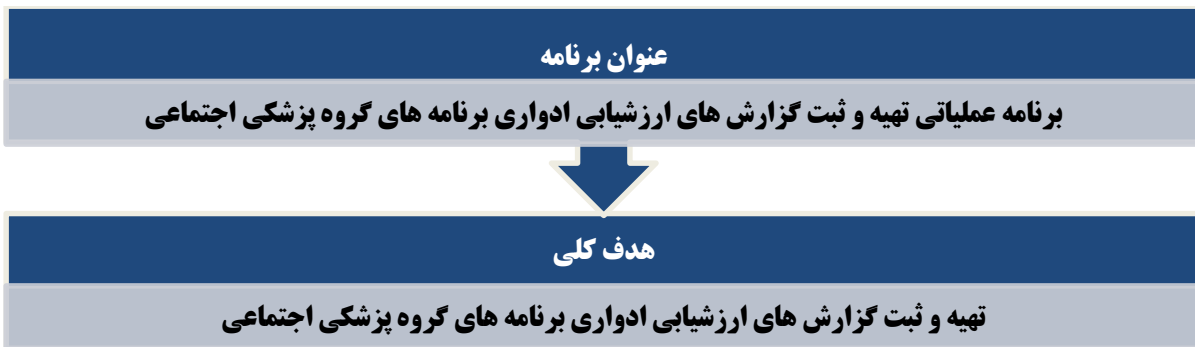 عنوان برنامه
برنامه عملیاتی تهیه و ثبت گزارش های ارزشیابی ادواری برنامه های گروه پزشکی اجتماعی
هدف کلی
تهیه و ثبت گزارش های ارزشیابی ادواری برنامه های گروه پزشکی اجتماعی